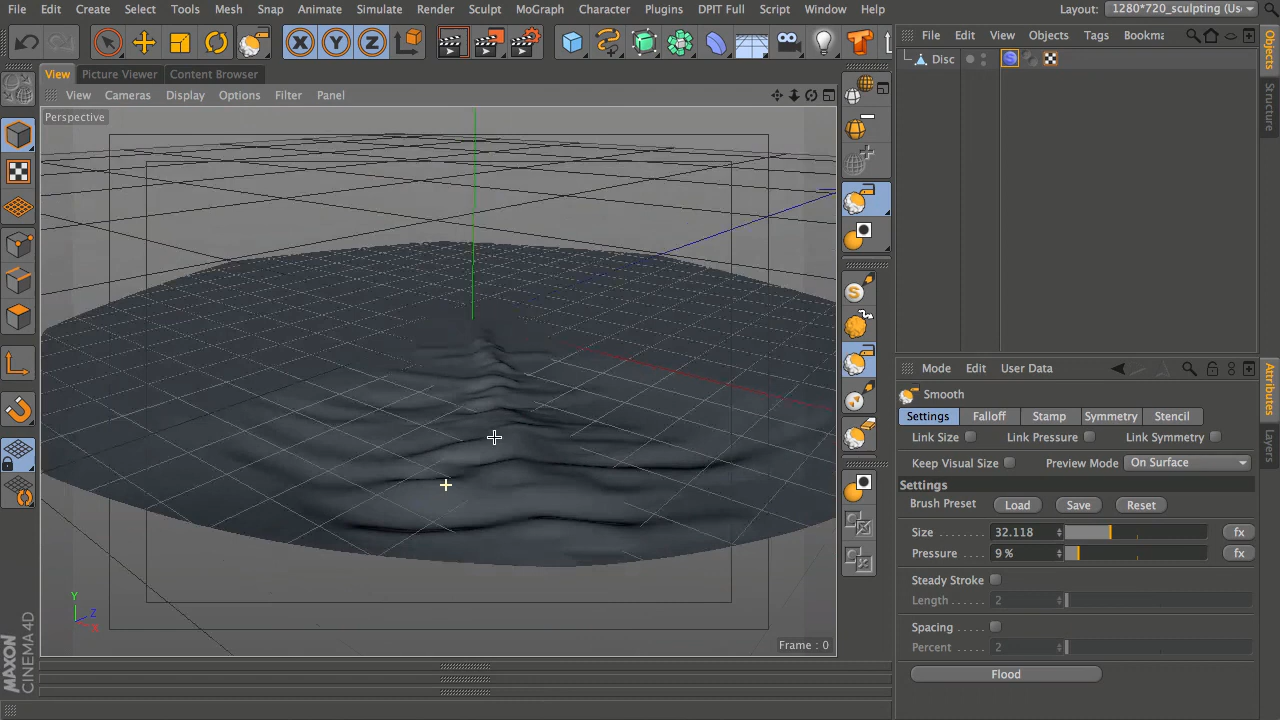 File Edit Create Select Tools Mesh Snap Animate Simulate Render Sculpt MoGraph Character Plugins DPIT Full Script Window Help Layout: 1280*720_sculpting (Us
X Y Z
View Picture Viewer Content Browser
View Cameras Display Options Filter Panel
Perspective
Y
Z
X
Frame : 0
MAXON
CINEMA4D
S
File Edit View Objects Tags Bookma
Disc
Objects
Structure
Mode Edit User Data
Smooth
Settings Falloff Stamp Symmetry Stencil
Link Size Link Pressure Link Symmetry
Keep Visual Size Preview Mode On Surface
Settings
Brush Preset Load Save Reset
Size 32.118 fx
Pressure 9 % fx
Steady Stroke
Length 2
Spacing
Percent 2
Flood
Attributes
Layers